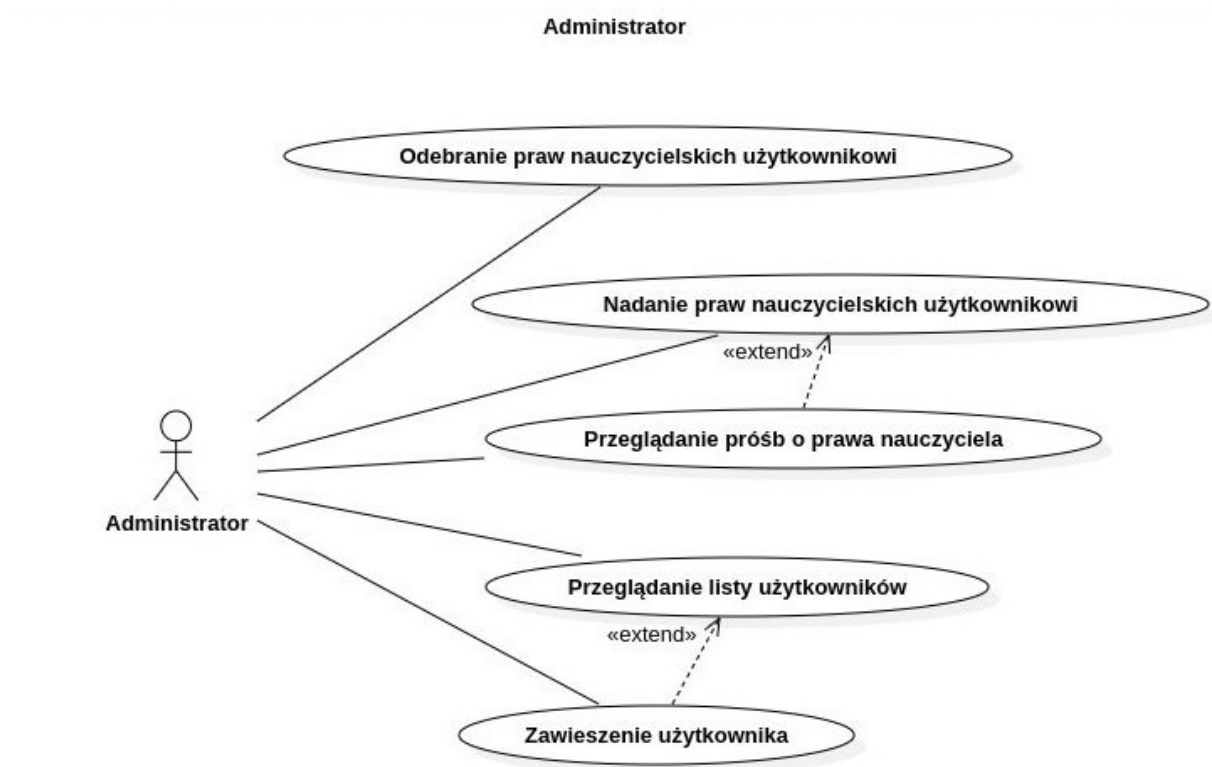 Administrator
Odebranie praw nauczycielskich użytkownikowi
Nadanie praw nauczycielskich użytkownikowi
«extend»
Przeglądanie próśb o prawa nauczyciela
Administrator
Przeglądanie listy użytkowników
«extend»
Zawieszenie użytkownika